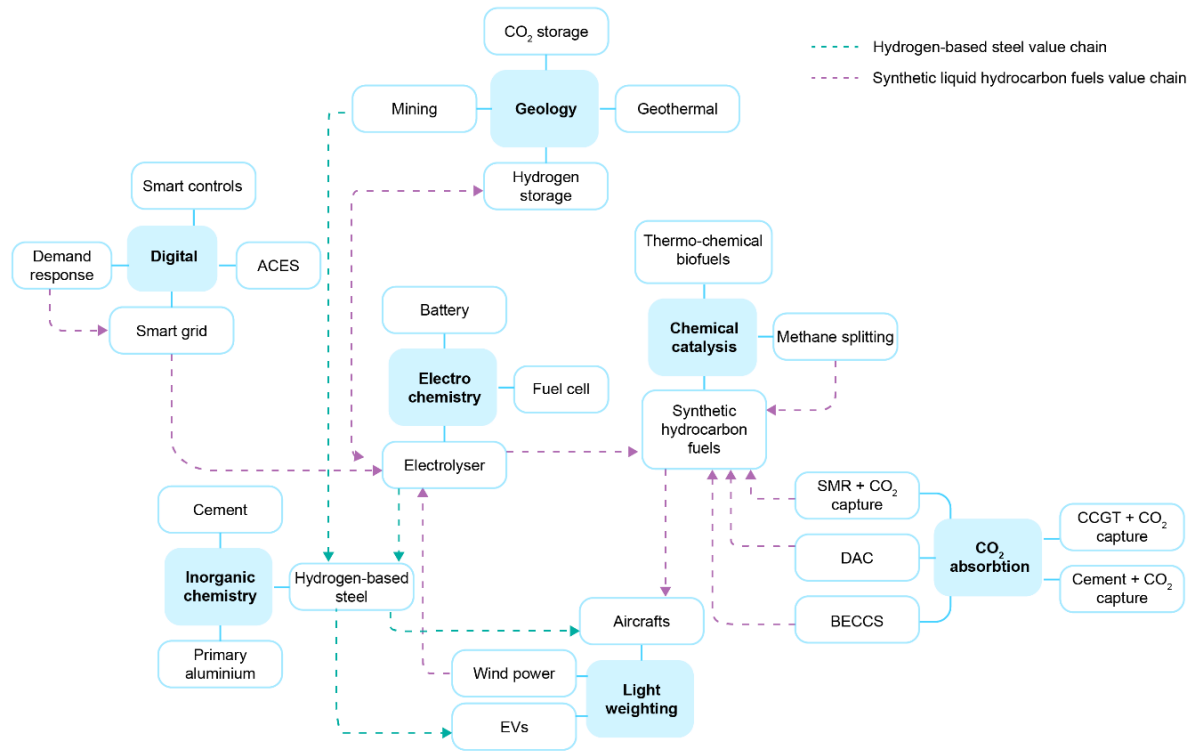 CO2 storage
Hydrogen-based steel value chain
Synthetic liquid hydrocarbon fuels value chain
Mining
Geology
Geothermal
Hydrogen
storage
Smart controls
Demand
response
Digital
ACES
Smart grid
Thermo-chemical
biofuels
Battery
Chemical
catalysis
Methane splitting
Electro
chemistry
Fuel cell
Synthetic
hydrocarbon
fuels
Electrolyser
Cement
SMR + CO2
capture
CCGT + CO2
capture
DAC
CO2
absorbtion
Cement + CO2
capture
BECCS
Inorganic
chemistry
Hydrogen-based
steel
Primary
aluminium
Aircrafts
Wind power
Light
weighting
EVs